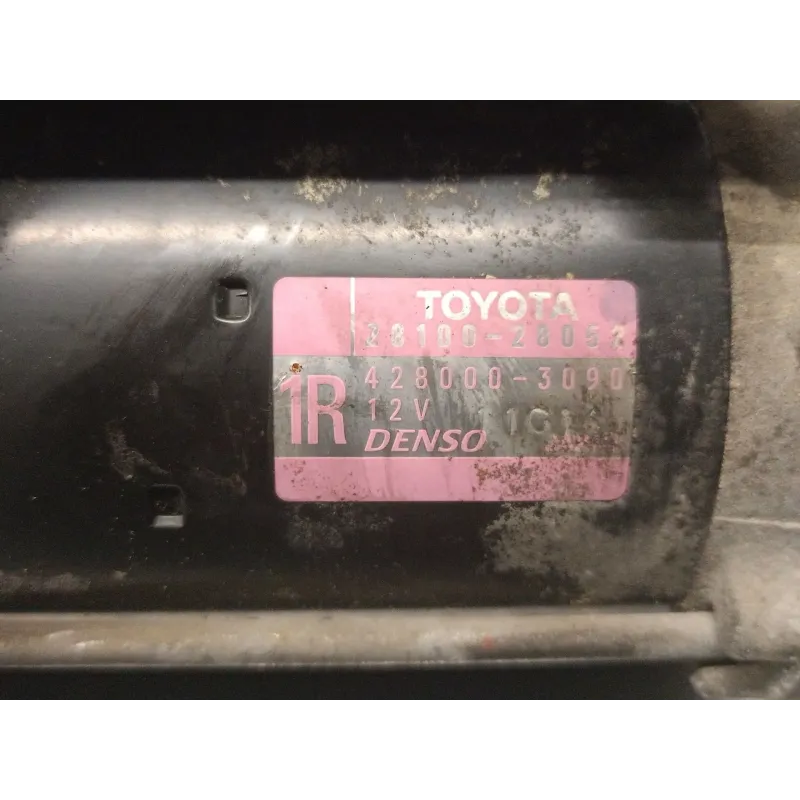 TOYOTA
28100-28052
1R
428000-3090
12V
DENSO